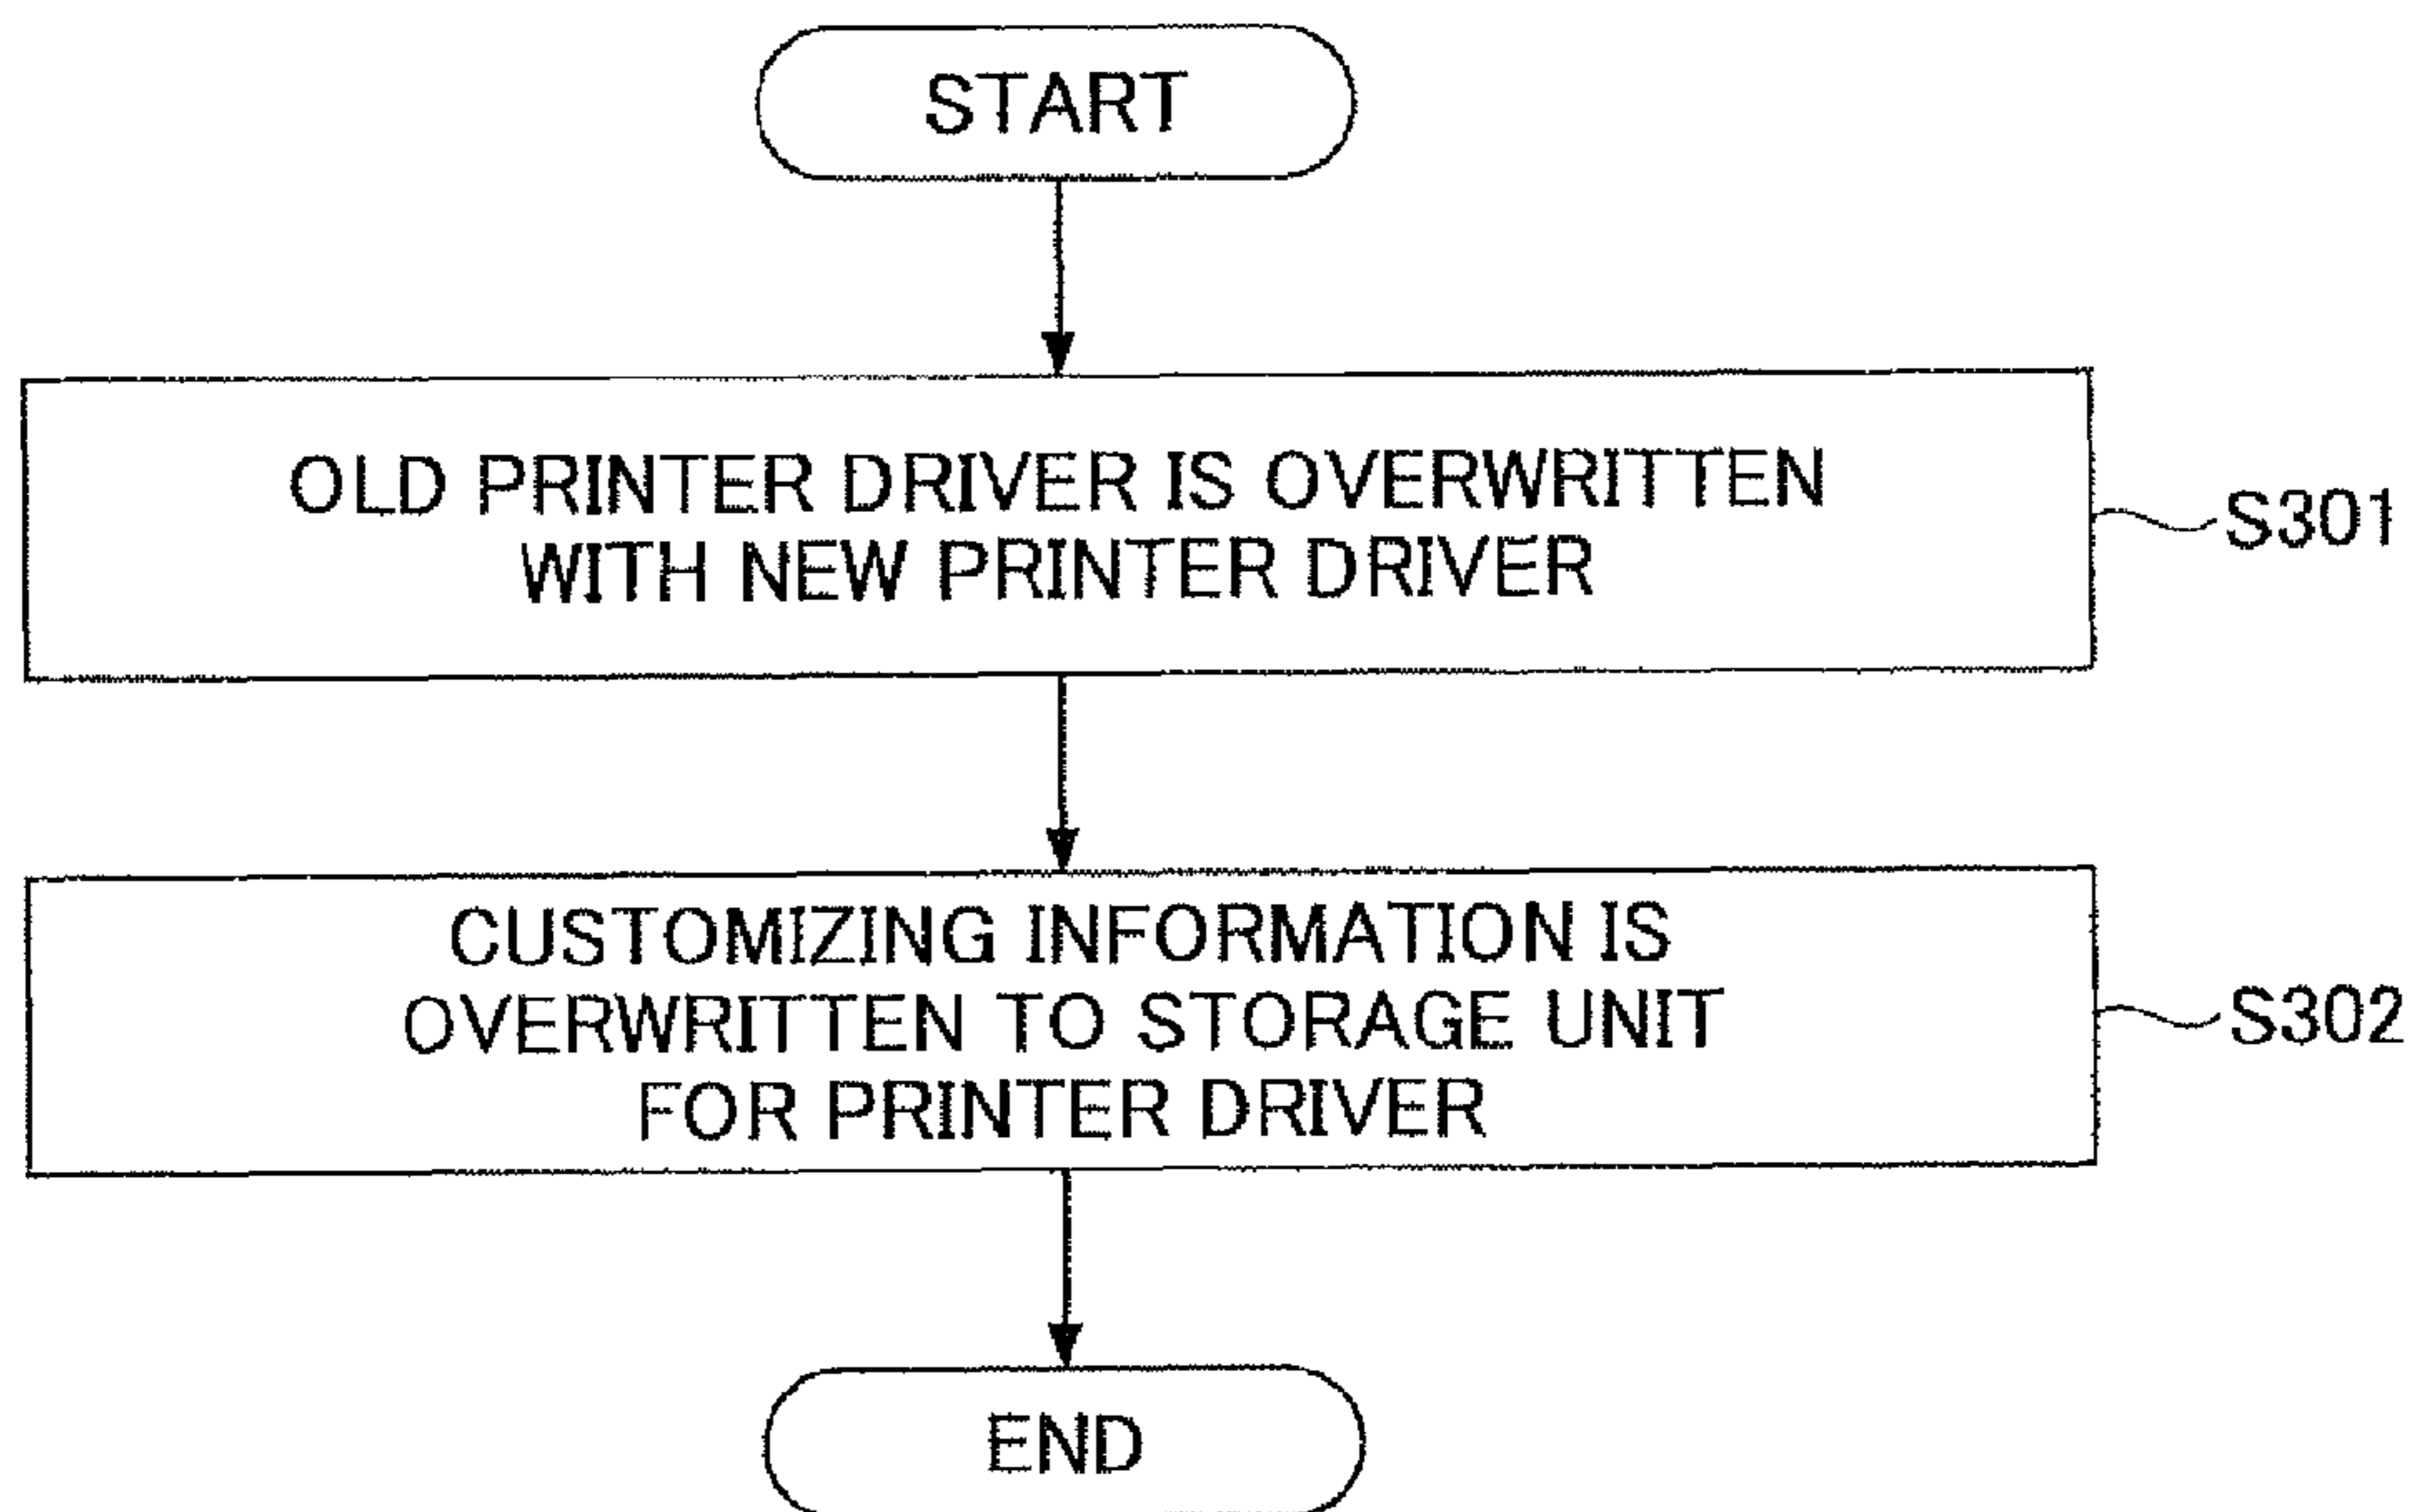 START
OLD PRINTER DRIVER IS OVERWRITTEN
WITH NEW PRINTER DRIVER
S301
CUSTOMIZING INFORMATION IS
OVERWRITTEN TO STORAGE UNIT
FOR PRINTER DRIVER
S302
END